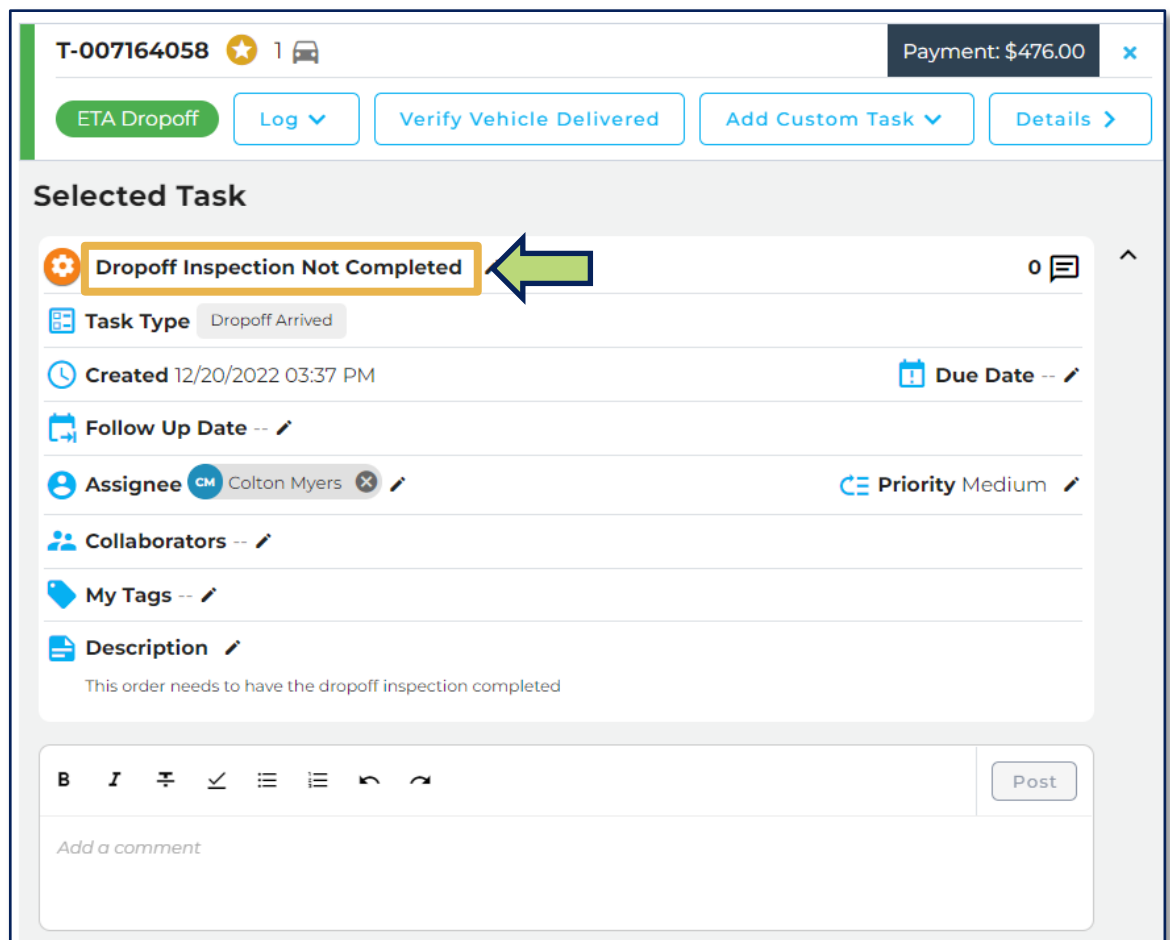 T-007164058 1 Payment: $476.00 ×
ETA Dropoff Log Verify Vehicle Delivered Add Custom Task Details
Selected Task
Dropoff Inspection Not Completed 0
Task Type Dropoff Arrived
Created 12/20/2022 03:37 PM Due Date --
Follow Up Date --
Assignee CM Colton Myers Priority Medium
Collaborators --
My Tags --
Description
This order needs to have the dropoff inspection completed
B I Post
Add a comment